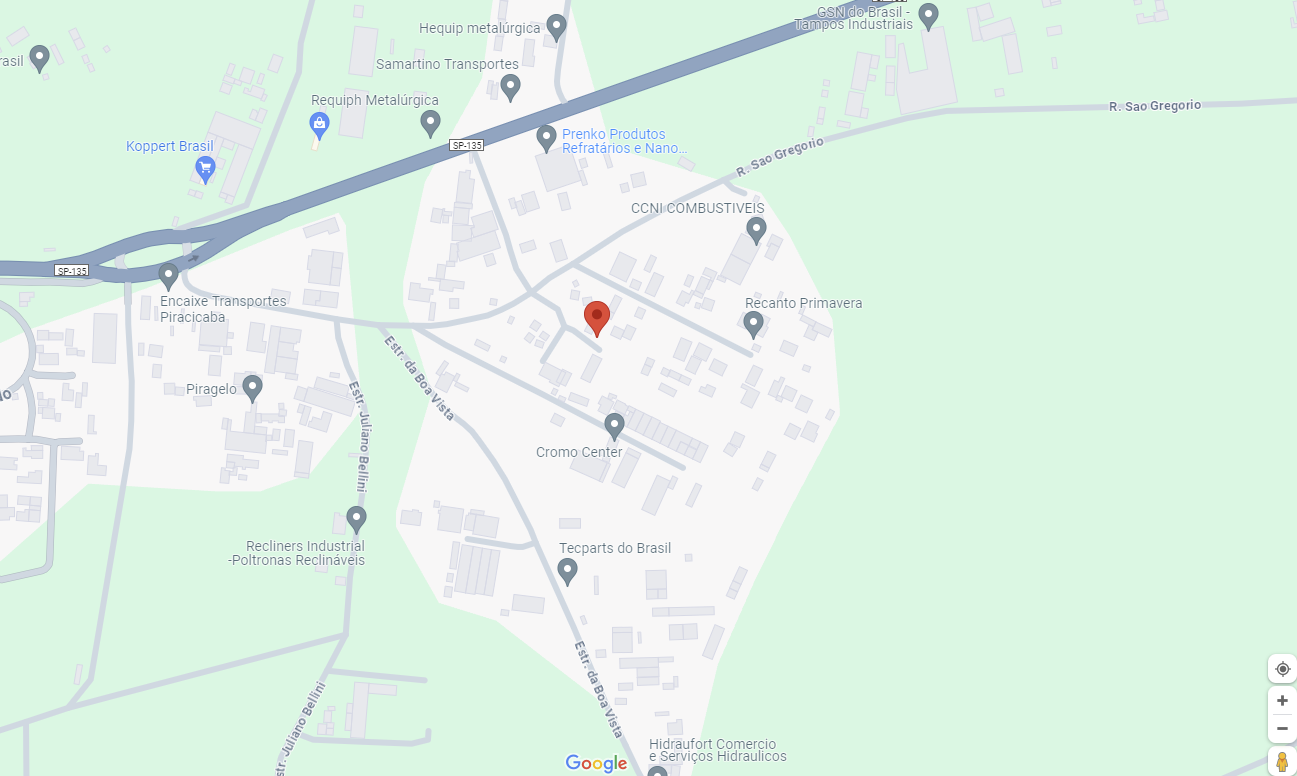 GSN do Brasil -
Tampos Industriais
Hequip metalúrgica
rasil
Samartino Transportes
Requiph Metalúrgica
R. Sao Gregorio
Prenko Produtos
Refratários e Nano...
SP-135
Koppert Brasil
R. Sao Gregorio
CCNI COMBUSTIVEIS
SP-135
Encaixe Transportes
Piracicaba
Recanto Primavera
Estr. da Boa Vista
Piragelo
Estr. Juliano Bellini
Cromo Center
Recliners Industrial
-Poltronas Reclináveis
Tecparts do Brasil
Estr. da Boa Vista
Estr. Juliano Bellini
Hidraufort Comercio
e Serviços Hidraulicos
Google